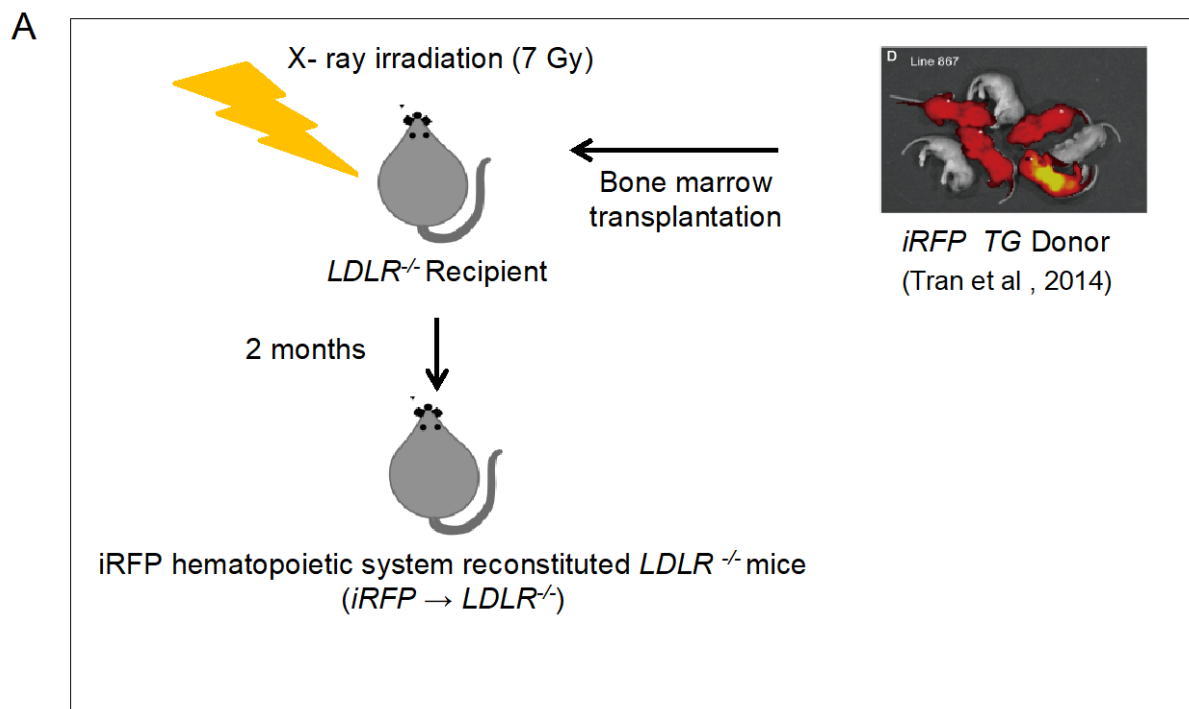 A
X- ray irradiation (7 Gy)
D Line 867
Bone marrow
transplantation
iRFP TG Donor
(Tran et al , 2014)
LDLR-/- Recipient
2 months
iRFP hematopoietic system reconstituted LDLR -/- mice
(iRFP → LDLR-/-)